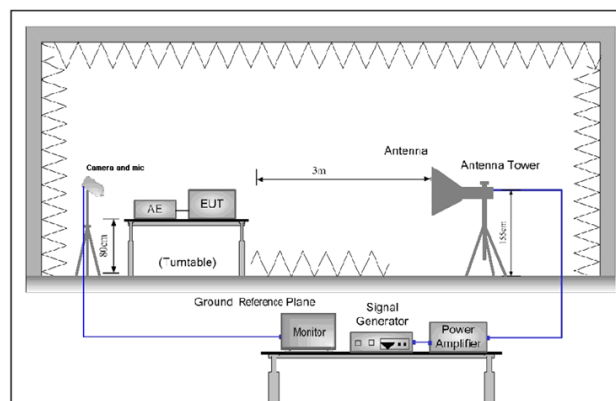 Antenna
Camera and mic
3m
Antenna Tower
AE
EUT
80cm
(Turntable)
155cm
Ground Reference Plane
Signal
Generator
Monitor
Power
Amplifier